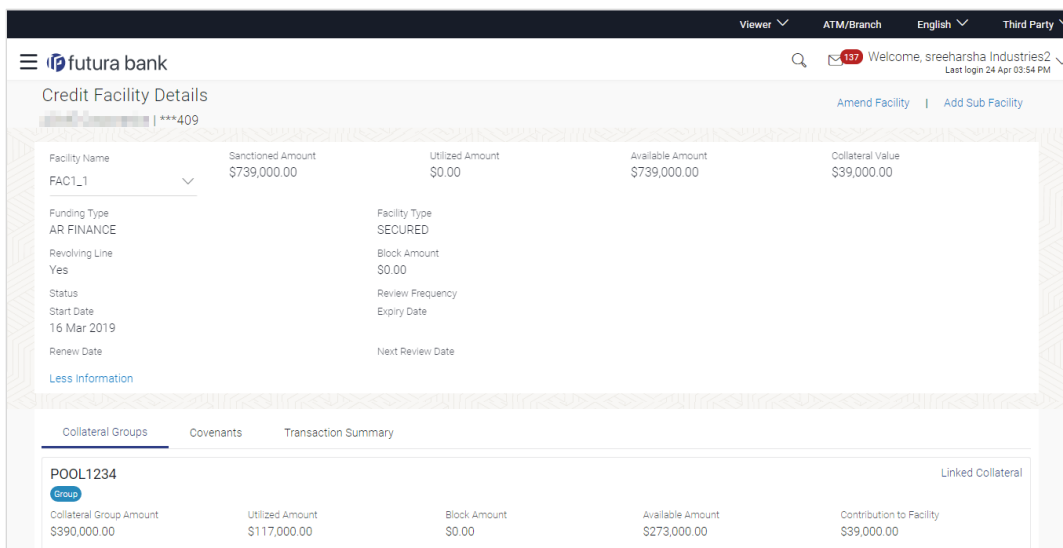 Viewer ATM/Branch English Third Party
futura bank 137 Welcome, sreeharsha Industries2
Last login 24 Apr 03:54 PM
Credit Facility Details
Amend Facility | Add Sub Facility
| ***409
Facility Name Sanctioned Amount Utilized Amount Available Amount Collateral Value
FAC1_1 $739,000.00 $0.00 $739,000.00 $39,000.00
Funding Type Facility Type
AR FINANCE SECURED
Revolving Line Block Amount
Yes $0.00
Status Review Frequency
Start Date Expiry Date
16 Mar 2019
Renew Date Next Review Date
Less Information
Collateral Groups Covenants Transaction Summary
POOL1234 Linked Collateral
Group
Collateral Group Amount Utilized Amount Block Amount Available Amount Contribution to Facility
$390,000.00 $117,000.00 $0.00 $273,000.00 $39,000.00